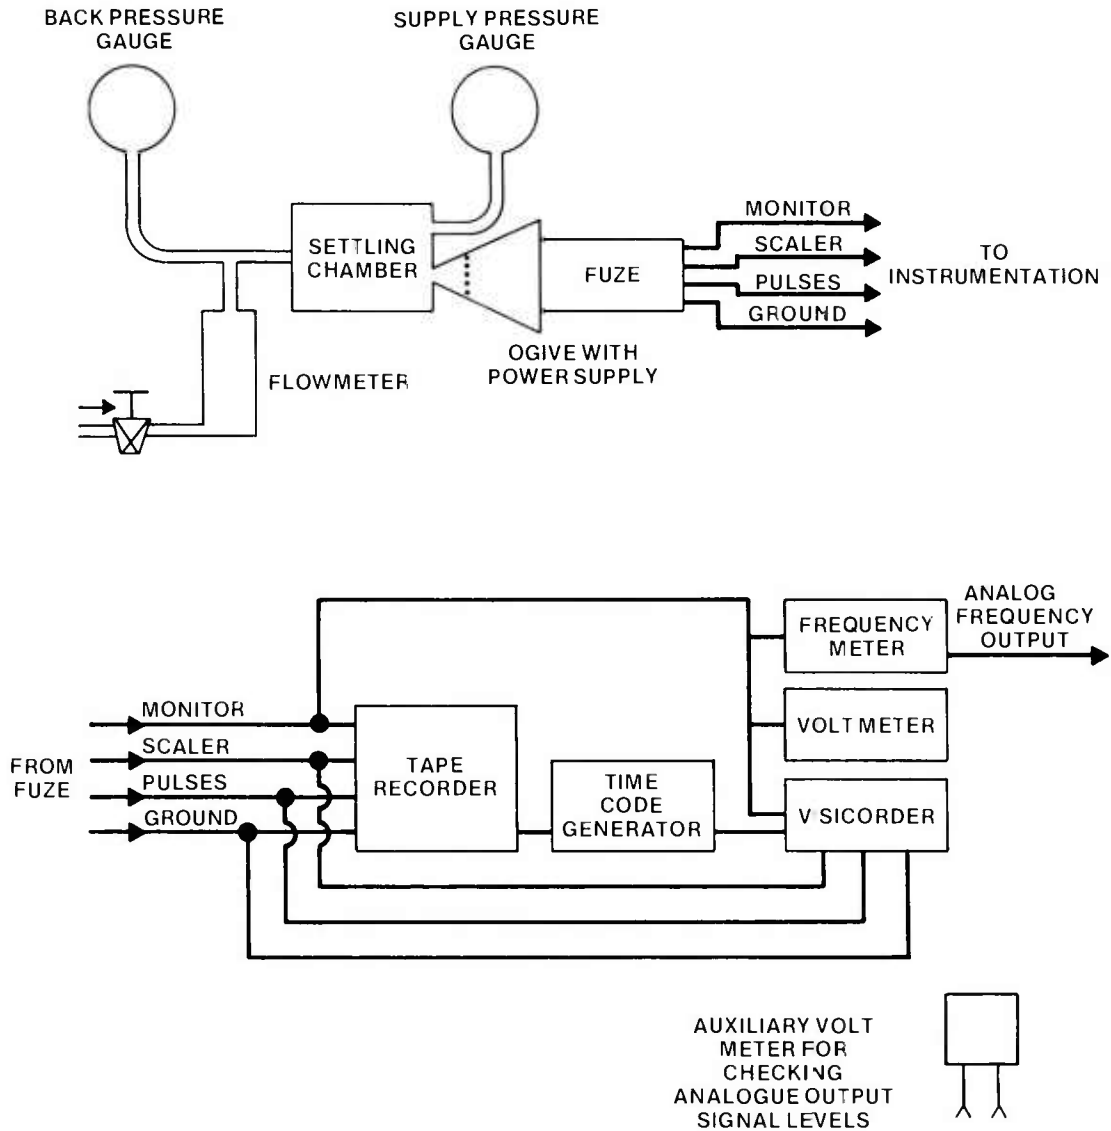 BACK PRESSURE
GAUGE
SUPPLY PRESSURE
GAUGE
SETTLING
CHAMBER
FUZE
MONITOR
SCALER
PULSES
GROUND
TO
INSTRUMENTATION
OGIVE WITH
POWER SUPPLY
FLOWMETER
FROM
FUZE
MONITOR
SCALER
PULSES
GROUND
TAPE
RECORDER
TIME
CODE
GENERATOR
FREQUENCY
METER
VOLT METER
V SICORDER
ANALOG
FREQUENCY
OUTPUT
AUXILIARY VOLT
METER FOR
CHECKING
ANALOGUE OUTPUT
SIGNAL LEVELS